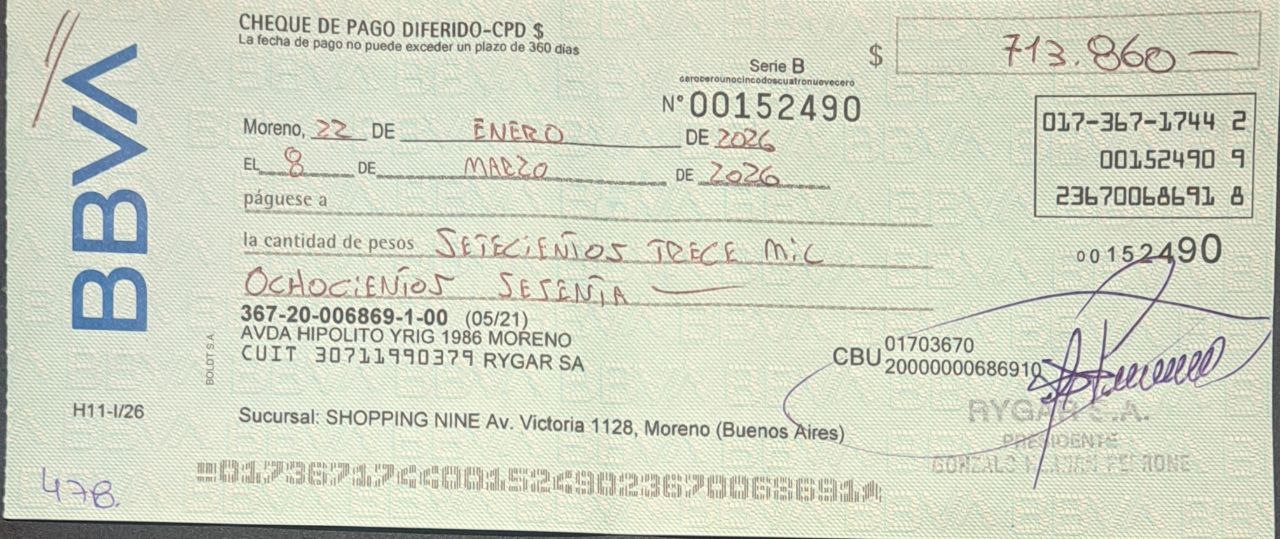 BBVA
CHEQUE DE PAGO DIFERIDO-CPD $
La fecha de pago no puede exceder un plazo de 360 días
$ 713.860
Serie B
cerocerounocincodoscuatronuevecero
N° 00152490
017-367-1744 2
00152490 9
23670068691 8
Moreno, 22 DE ENERO DE 2026
EL 8 DE MARZO DE 2026
páguese a
la cantidad de pesos SETECIENTOS TRECE MIL
OCHOCIENTOS SESENTA
00152490
367-20-006869-1-00 (05/21)
AVDA HIPOLITO YRIG 1986 MORENO
CUIT 30711990379 RYGAR SA
BOLDT S.A.
CBU 01703670
20000000686910
H11-I/26
Sucursal: SHOPPING NINE Av. Victoria 1128, Moreno (Buenos Aires)
RYGAR S.A.
PRESIDENTE
GONZALO
478.
01736717440015249023670068691